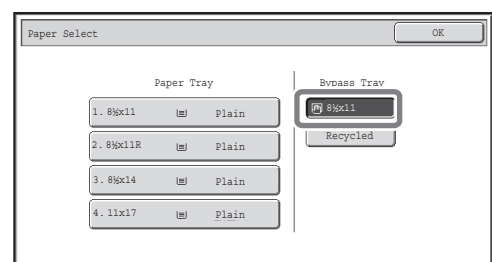 Paper Select
OK
Paper Tray
Bypass Tray
1. 8½x11 Plain
8½x11
2. 8½x11R Plain
Recycled
3. 8½x14 Plain
4. 11x17 Plain